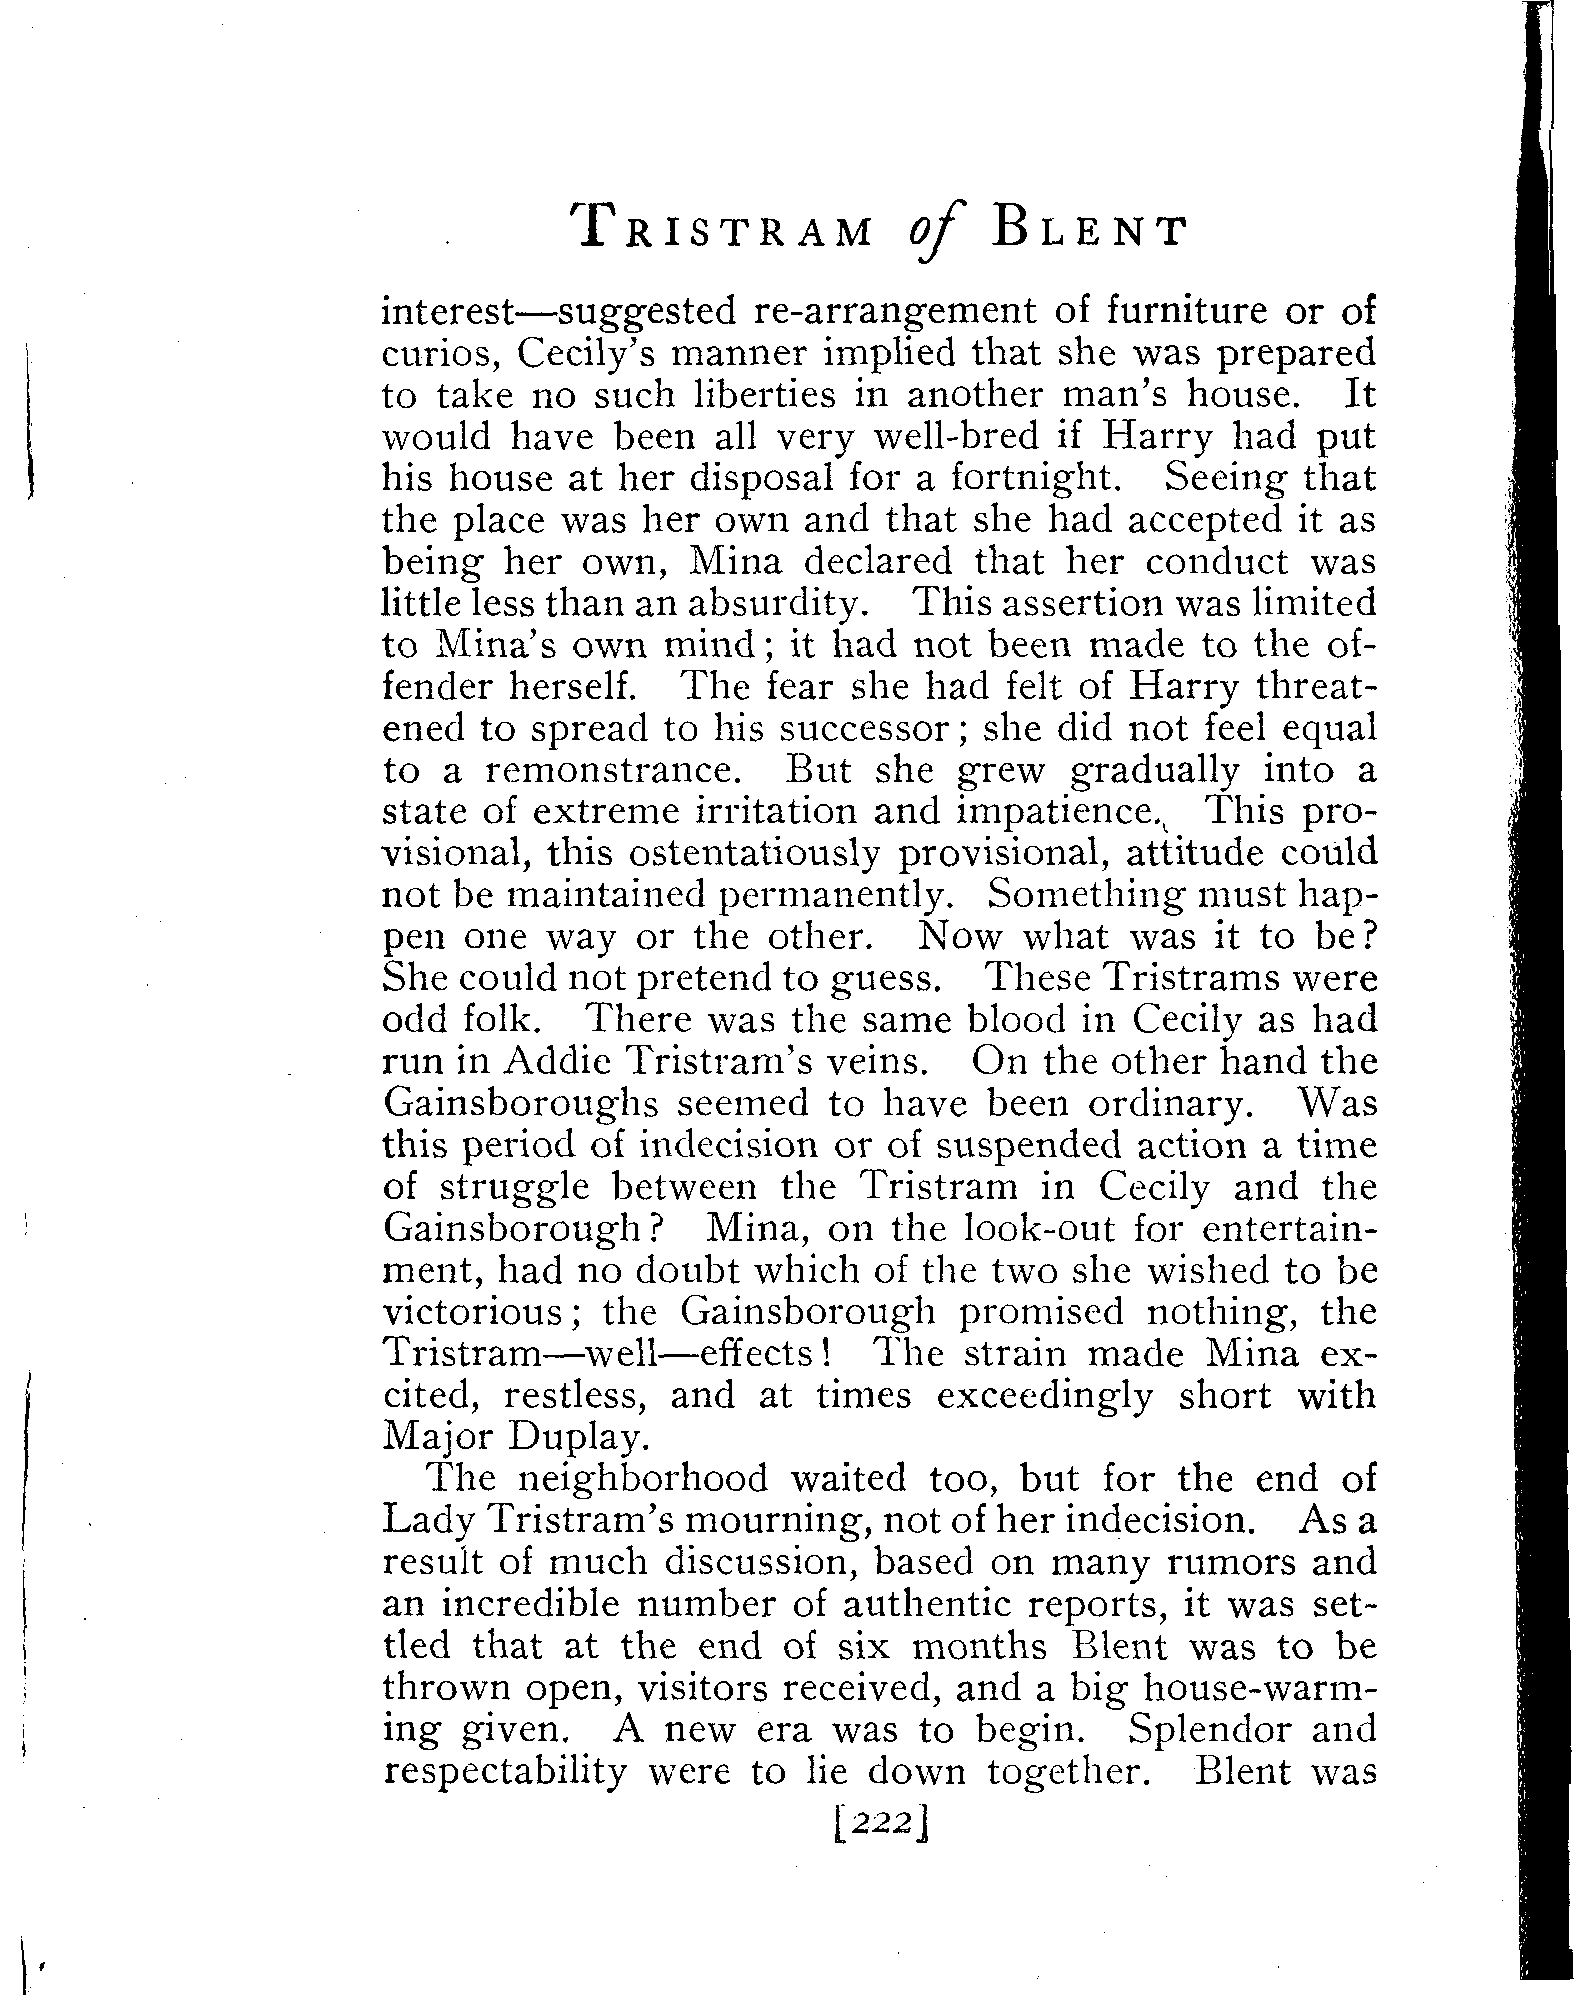 TRISTRAM of BLENT
interest—suggested re-arrangement of furniture or of
curios, Cecily's manner implied that she was prepared
to take no such liberties in another man's house. It
would have been all very well-bred if Harry had put
his house at her disposal for a fortnight. Seeing that
the place was her own and that she had accepted it as
being her own, Mina declared that her conduct was
little less than an absurdity. This assertion was limited
to Mina's own mind; it had not been made to the of-
fender herself. The fear she had felt of Harry threat-
ened to spread to his successor; she did not feel equal
to a remonstrance. But she grew gradually into a
state of extreme irritation and impatience. This pro-
visional, this ostentatiously provisional, attitude could
not be maintained permanently. Something must hap-
pen one way or the other. Now what was it to be?
She could not pretend to guess. These Tristrams were
odd folk. There was the same blood in Cecily as had
run in Addie Tristram's veins. On the other hand the
Gainsboroughs seemed to have been ordinary. Was
this period of indecision or of suspended action a time
of struggle between the Tristram in Cecily and the
Gainsborough? Mina, on the look-out for entertain-
ment, had no doubt which of the two she wished to be
victorious; the Gainsborough promised nothing, the
Tristram—well—effects! The strain made Mina ex-
cited, restless, and at times exceedingly short with
Major Duplay.
The neighborhood waited too, but for the end of
Lady Tristram's mourning, not of her indecision. As a
result of much discussion, based on many rumors and
an incredible number of authentic reports, it was set-
tled that at the end of six months Blent was to be
thrown open, visitors received, and a big house-warm-
ing given. A new era was to begin. Splendor and
respectability were to lie down together. Blent was
[222]